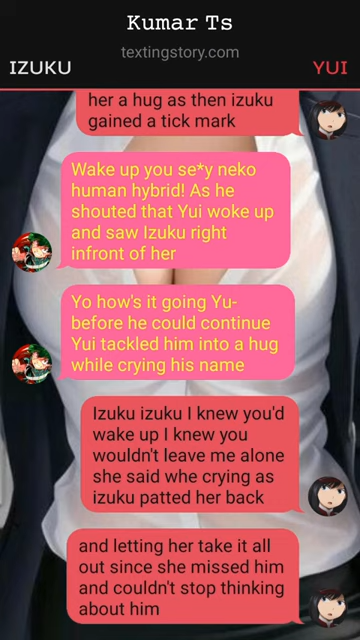 Kumar Ts
textingstory.com
IZUKU
YUI
her a hug as then izuku
gained a tick mark
Wake up you se*y neko
human hybrid! As he
shouted that Yui woke up
and saw Izuku right
infront of her
Yo how's it going Yu-
before he could continue
Yui tackled him into a hug
while crying his name
Izuku izuku I knew you'd
wake up I knew you
wouldn't leave me alone
she said whe crying as
izuku patted her back
and letting her take it all
out since she missed him
and couldn't stop thinking
about him